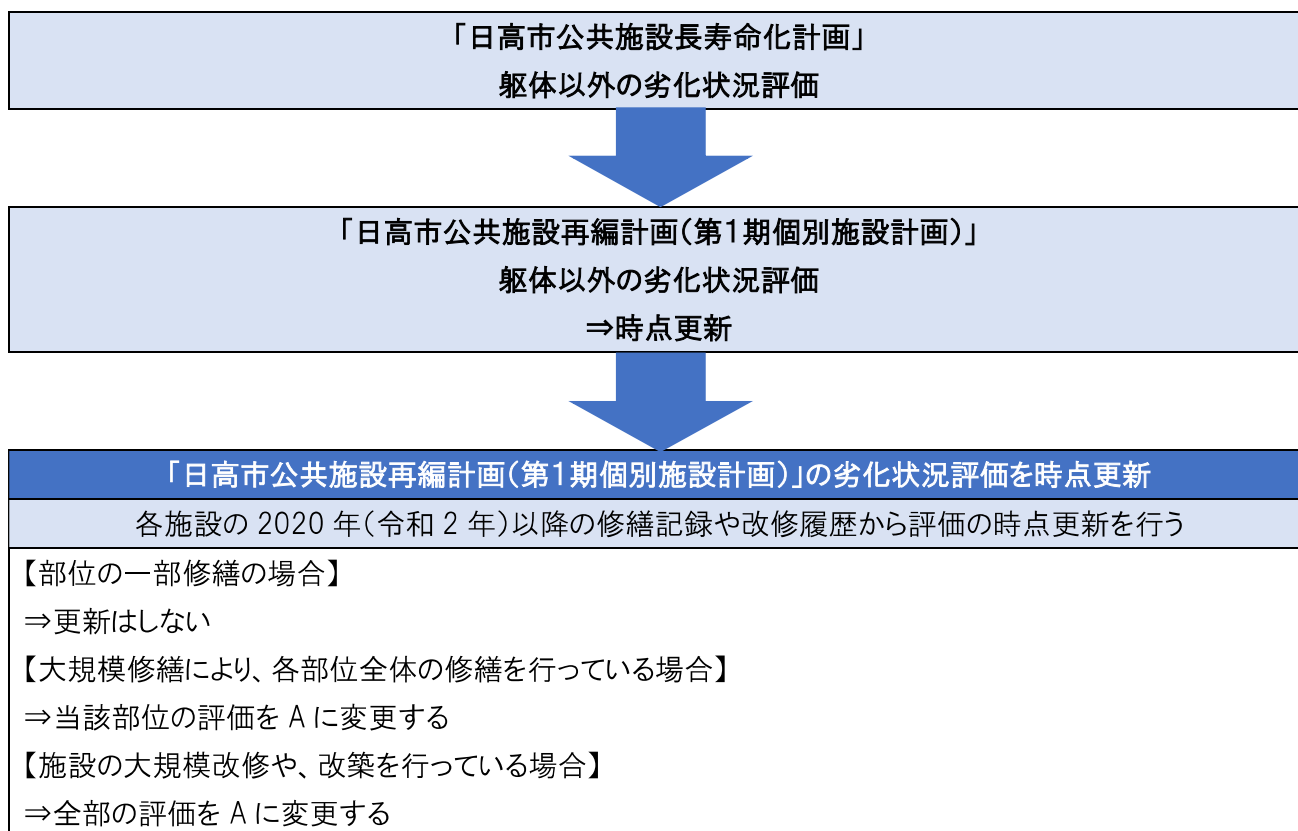 「日高市公共施設長寿命化計画」
躯体以外の劣化状況評価
「日高市公共施設再編計画(第1期個別施設計画)」
躯体以外の劣化状況評価
⇒時点更新
「日高市公共施設再編計画(第1期個別施設計画)」の劣化状況評価を時点更新
各施設の 2020 年(令和 2 年)以降の修繕記録や改修履歴から評価の時点更新を行う
【部位の一部修繕の場合】
⇒更新はしない
【大規模修繕により、各部位全体の修繕を行っている場合】
⇒当該部位の評価を A に変更する
【施設の大規模改修や、改築を行っている場合】
⇒全部の評価を A に変更する